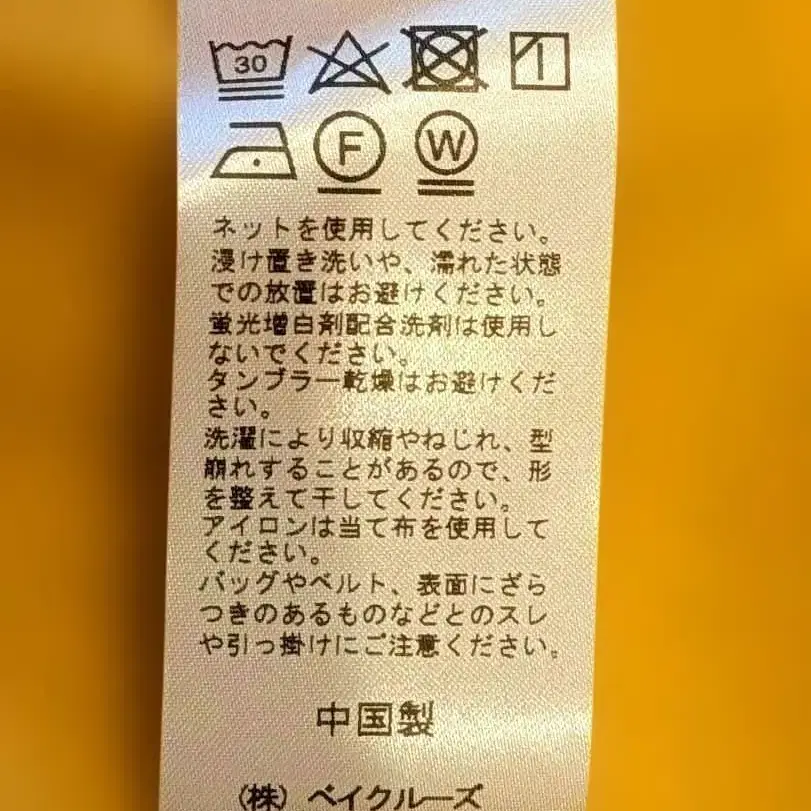 30
F W
ネットを使用してください。
浸け置き洗いや、濡れた状態
での放置はお避けください。
蛍光増白剤配合洗剤は使用し
ないでください。
タンブラー乾燥はお避けくだ
さい。
洗濯により収縮やねじれ、型
崩れすることがあるので、形
を整えて干してください。
アイロンは当て布を使用して
ください。
バッグやベルト、表面にざら
つきのあるものなどとのスレ
や引っ掛けにご注意ください。
中国製
(株) ベイクルーズ